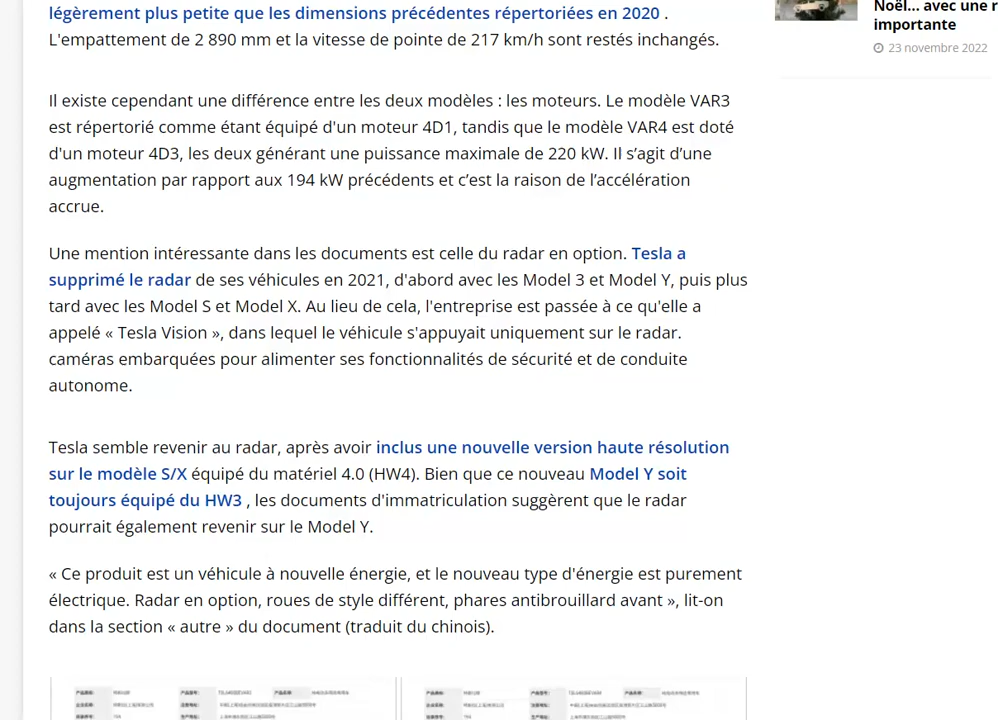 légèrement plus petite que les dimensions précédentes répertoriées en 2020 .
L'empattement de 2 890 mm et la vitesse de pointe de 217 km/h sont restés inchangés.
Il existe cependant une différence entre les deux modèles : les moteurs. Le modèle VAR3
est répertorié comme étant équipé d'un moteur 4D1, tandis que le modèle VAR4 est doté
d'un moteur 4D3, les deux générant une puissance maximale de 220 kW. Il s’agit d’une
augmentation par rapport aux 194 kW précédents et c’est la raison de l’accélération
accrue.
Une mention intéressante dans les documents est celle du radar en option. Tesla a
supprimé le radar de ses véhicules en 2021, d'abord avec les Model 3 et Model Y, puis plus
tard avec les Model S et Model X. Au lieu de cela, l'entreprise est passée à ce qu'elle a
appelé « Tesla Vision », dans lequel le véhicule s'appuyait uniquement sur le radar.
caméras embarquées pour alimenter ses fonctionnalités de sécurité et de conduite
autonome.
Tesla semble revenir au radar, après avoir inclus une nouvelle version haute résolution
sur le modèle S/X équipé du matériel 4.0 (HW4). Bien que ce nouveau Model Y soit
toujours équipé du HW3 , les documents d'immatriculation suggèrent que le radar
pourrait également revenir sur le Model Y.
« Ce produit est un véhicule à nouvelle énergie, et le nouveau type d'énergie est purement
électrique. Radar en option, roues de style différent, phares antibrouillard avant », lit-on
dans la section « autre » du document (traduit du chinois).
Noël... avec une r
importante
23 novembre 2022